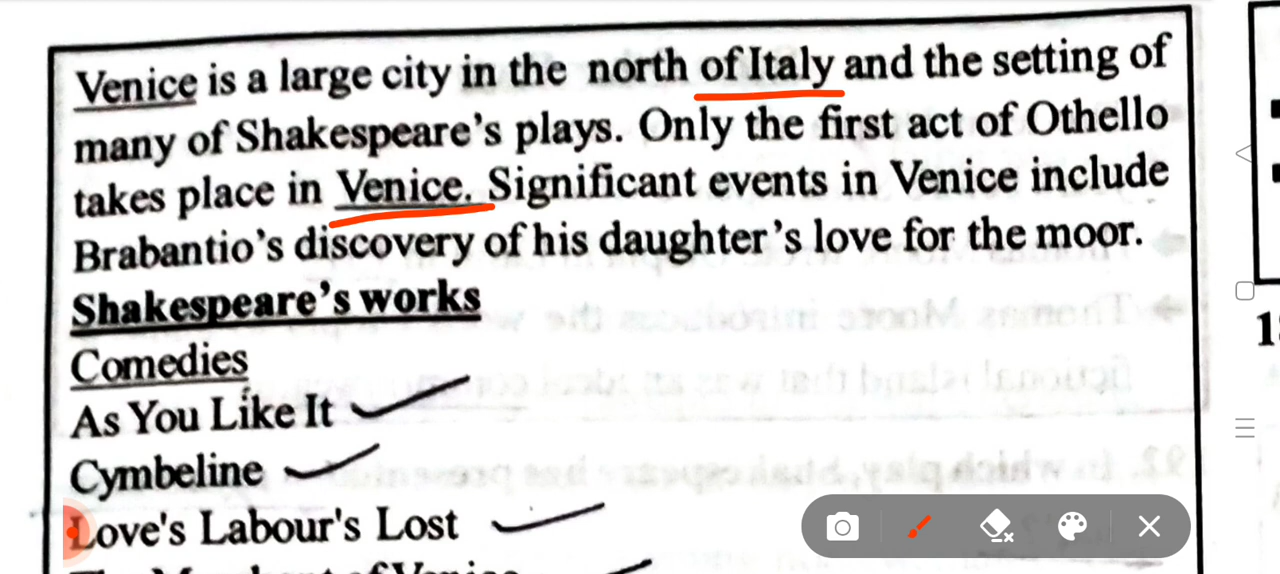 Venice is a large city in the north of Italy and the setting of
many of Shakespeare's plays. Only the first act of Othello
takes place in Venice. Significant events in Venice include
Brabantio's discovery of his daughter's love for the moor.
Shakespeare's works
Comedies
As You Like It
Cymbeline
Love's Labour's Lost
of Venice